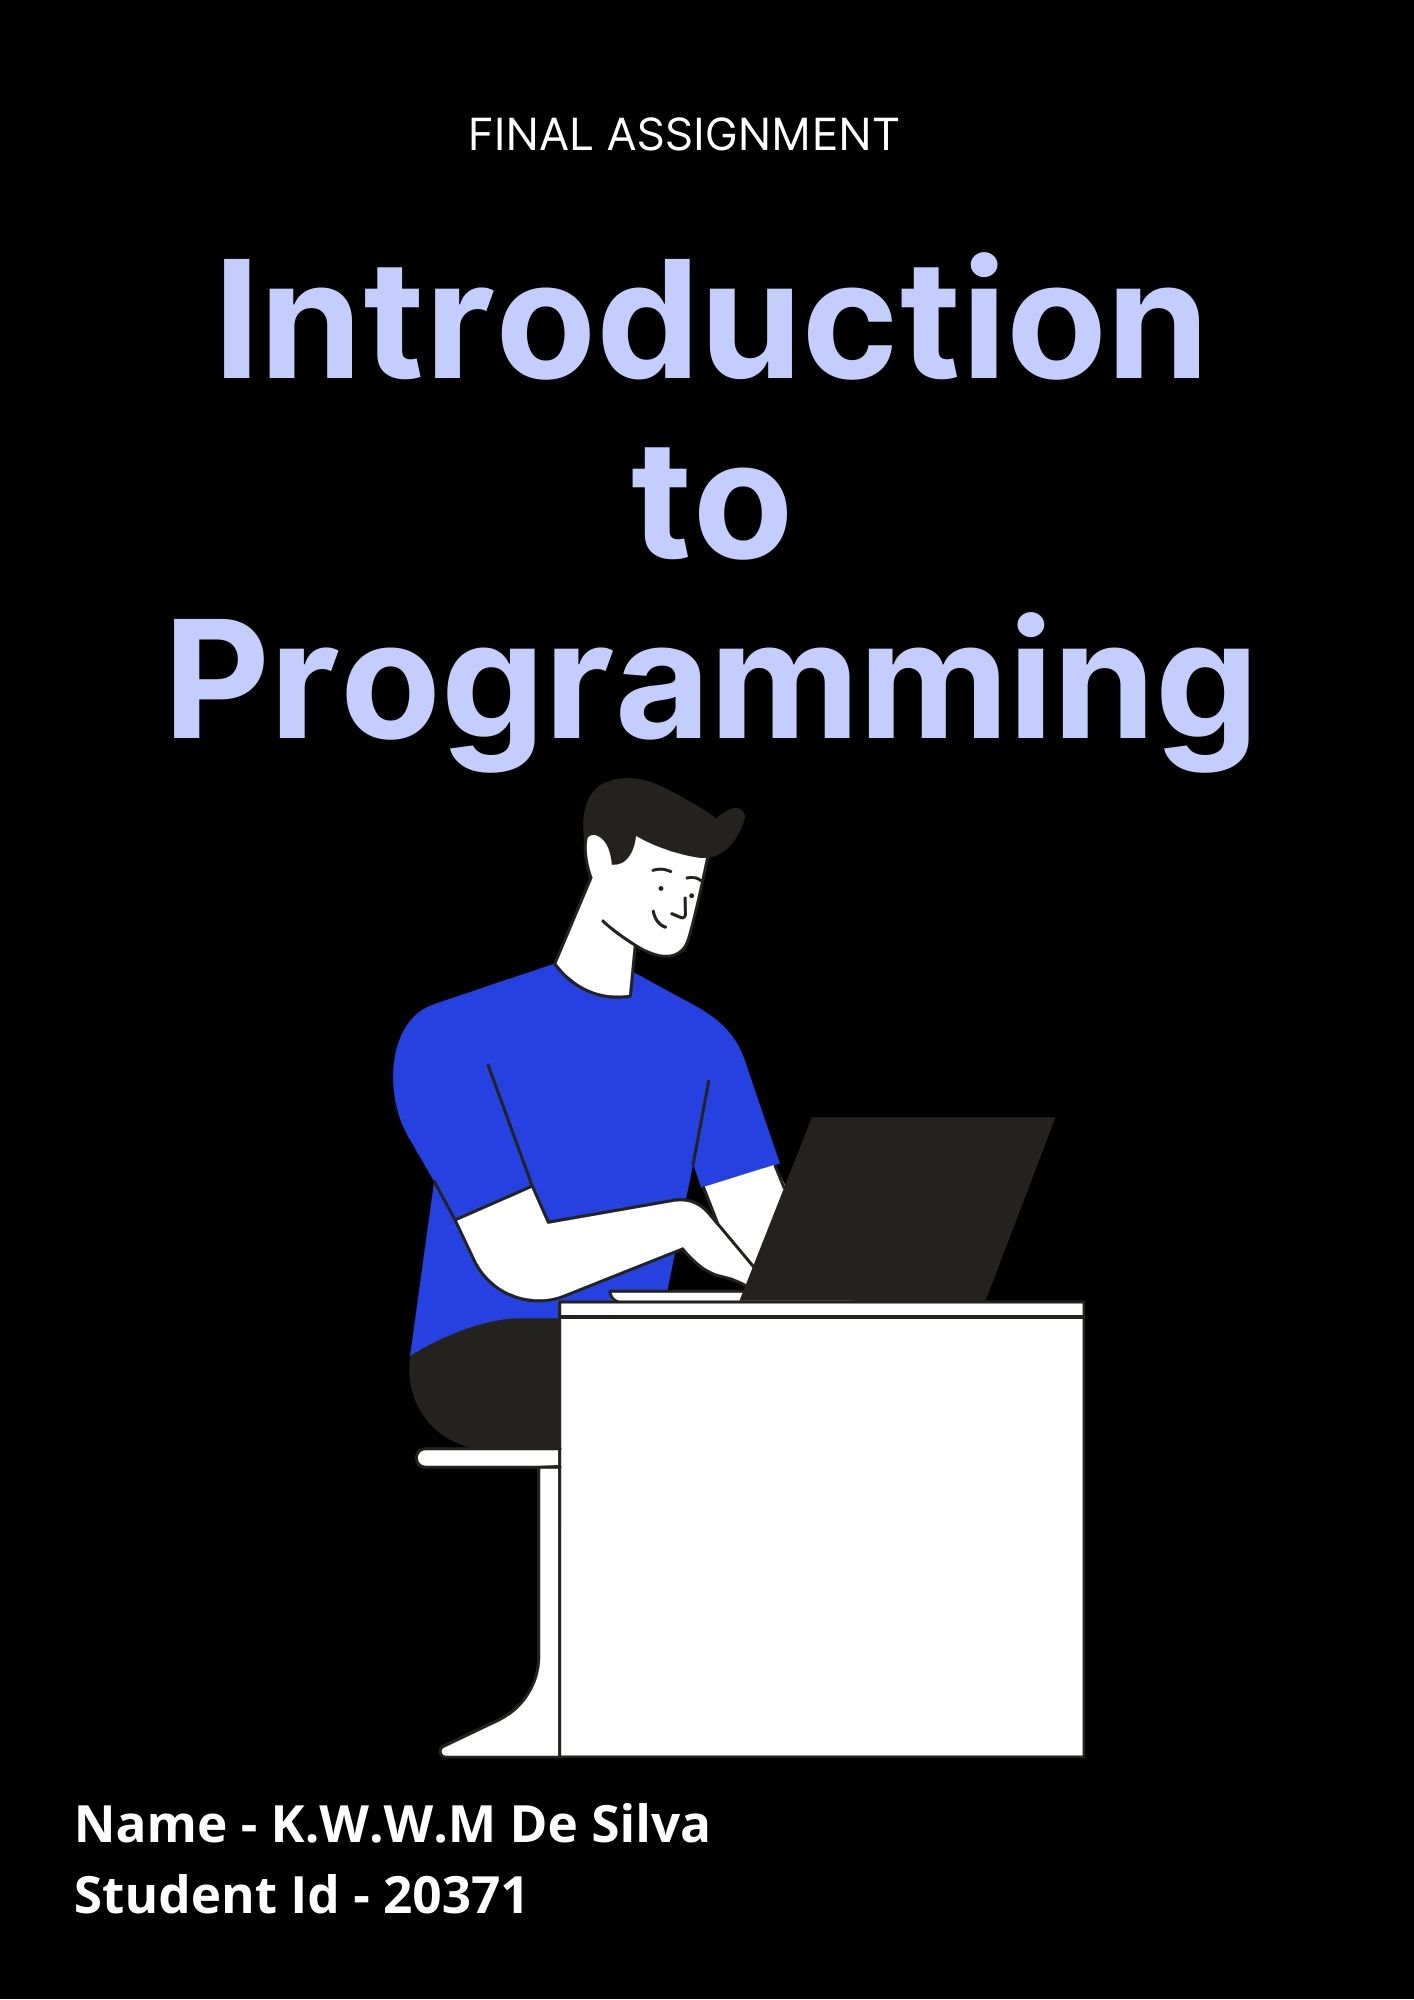 FINAL ASSIGNMENT
Introduction
to
Programming
Name - K.W.W.M De Silva
Student Id - 20371